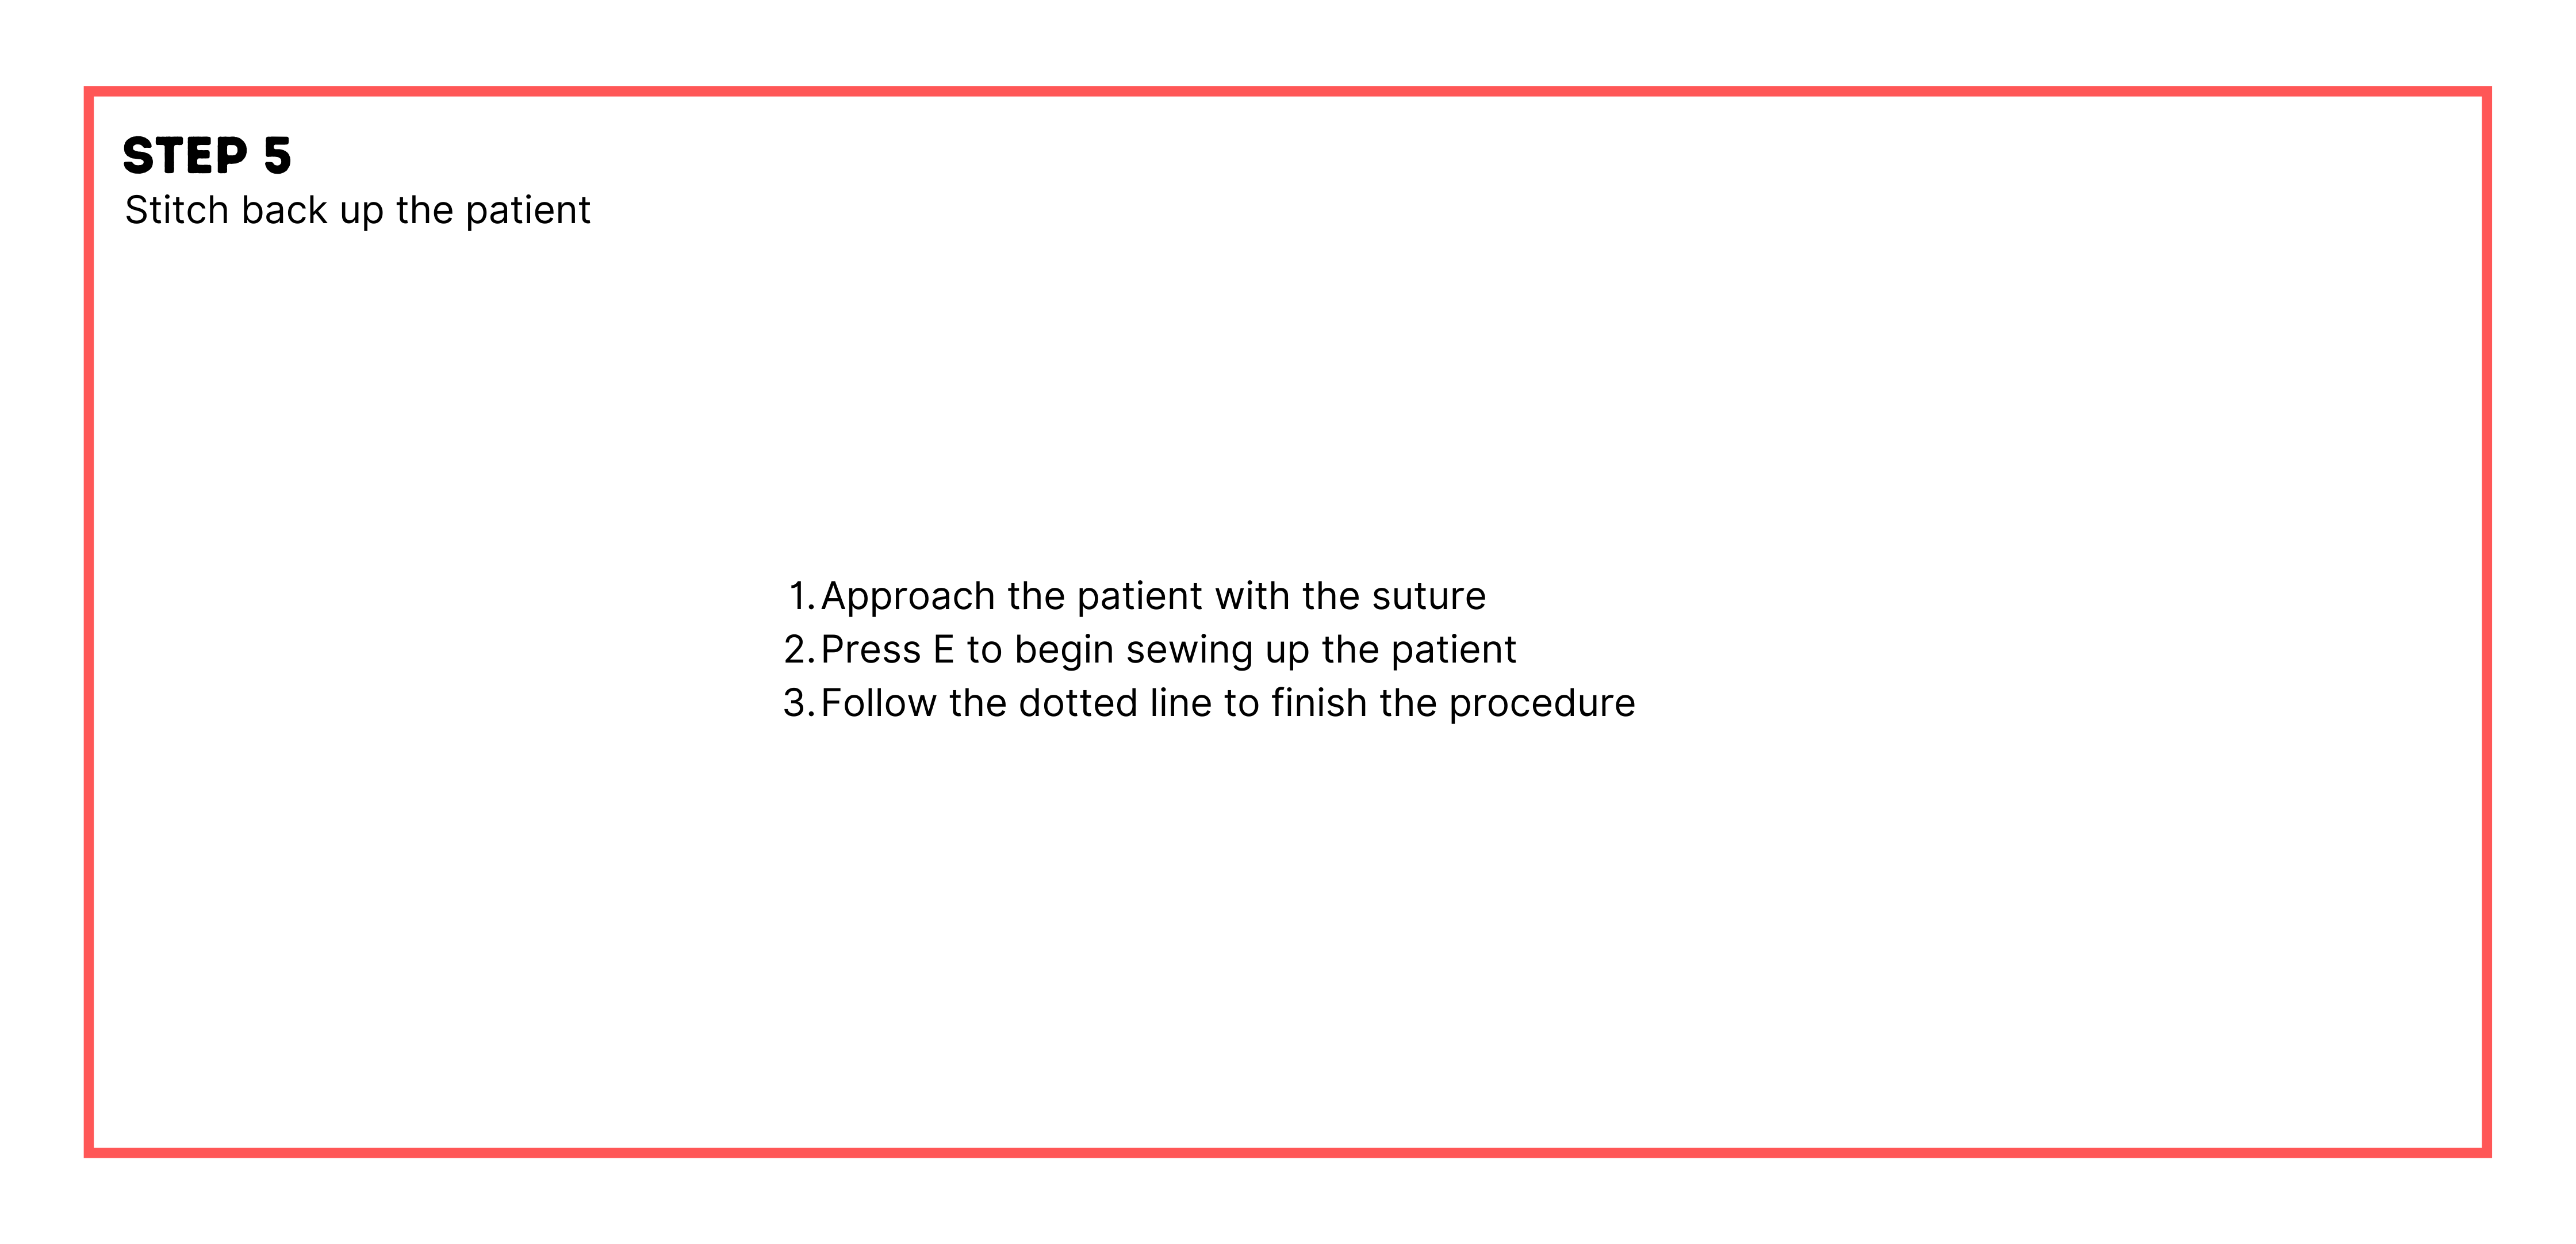 STEP 5
Stitch back up the patient
1. Approach the patient with the suture
2. Press E to begin sewing up the patient
3. Follow the dotted line to finish the procedure